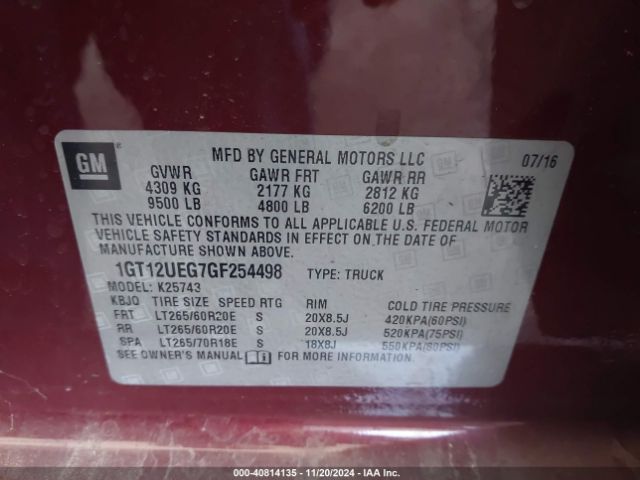 GM ®
MFD BY GENERAL MOTORS LLC 07/16
GVWR GAWR FRT GAWR RR
4309 KG 2177 KG 2812 KG
9500 LB 4800 LB 6200 LB
THIS VEHICLE CONFORMS TO ALL APPLICABLE U.S. FEDERAL MOTOR
VEHICLE SAFETY STANDARDS IN EFFECT ON THE DATE OF
MANUFACTURE SHOWN ABOVE.
1GT12UEG7GF254498 TYPE: TRUCK
MODEL: K25743
KBJO TIRE SIZE SPEED RTG RIM COLD TIRE PRESSURE
FRT LT265/60R20E S 20X8.5J 420KPA(60PSI)
RR LT265/60R20E S 20X8.5J 520KPA(75PSI)
SPA LT265/70R18E S 18X8J 550KPA(80PSI)
SEE OWNER'S MANUAL FOR MORE INFORMATION
000-40814135 - 11/20/2024 - IAA Inc.